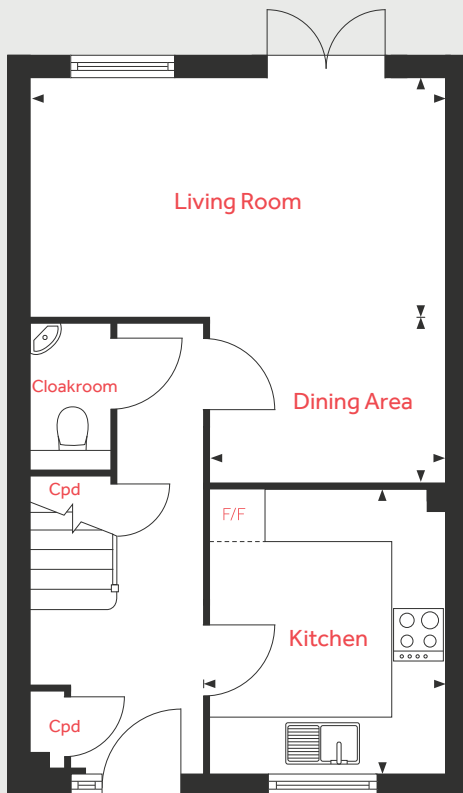 Living Room
Cloakroom
Dining Area
Cpd
F/F
Kitchen
Cpd